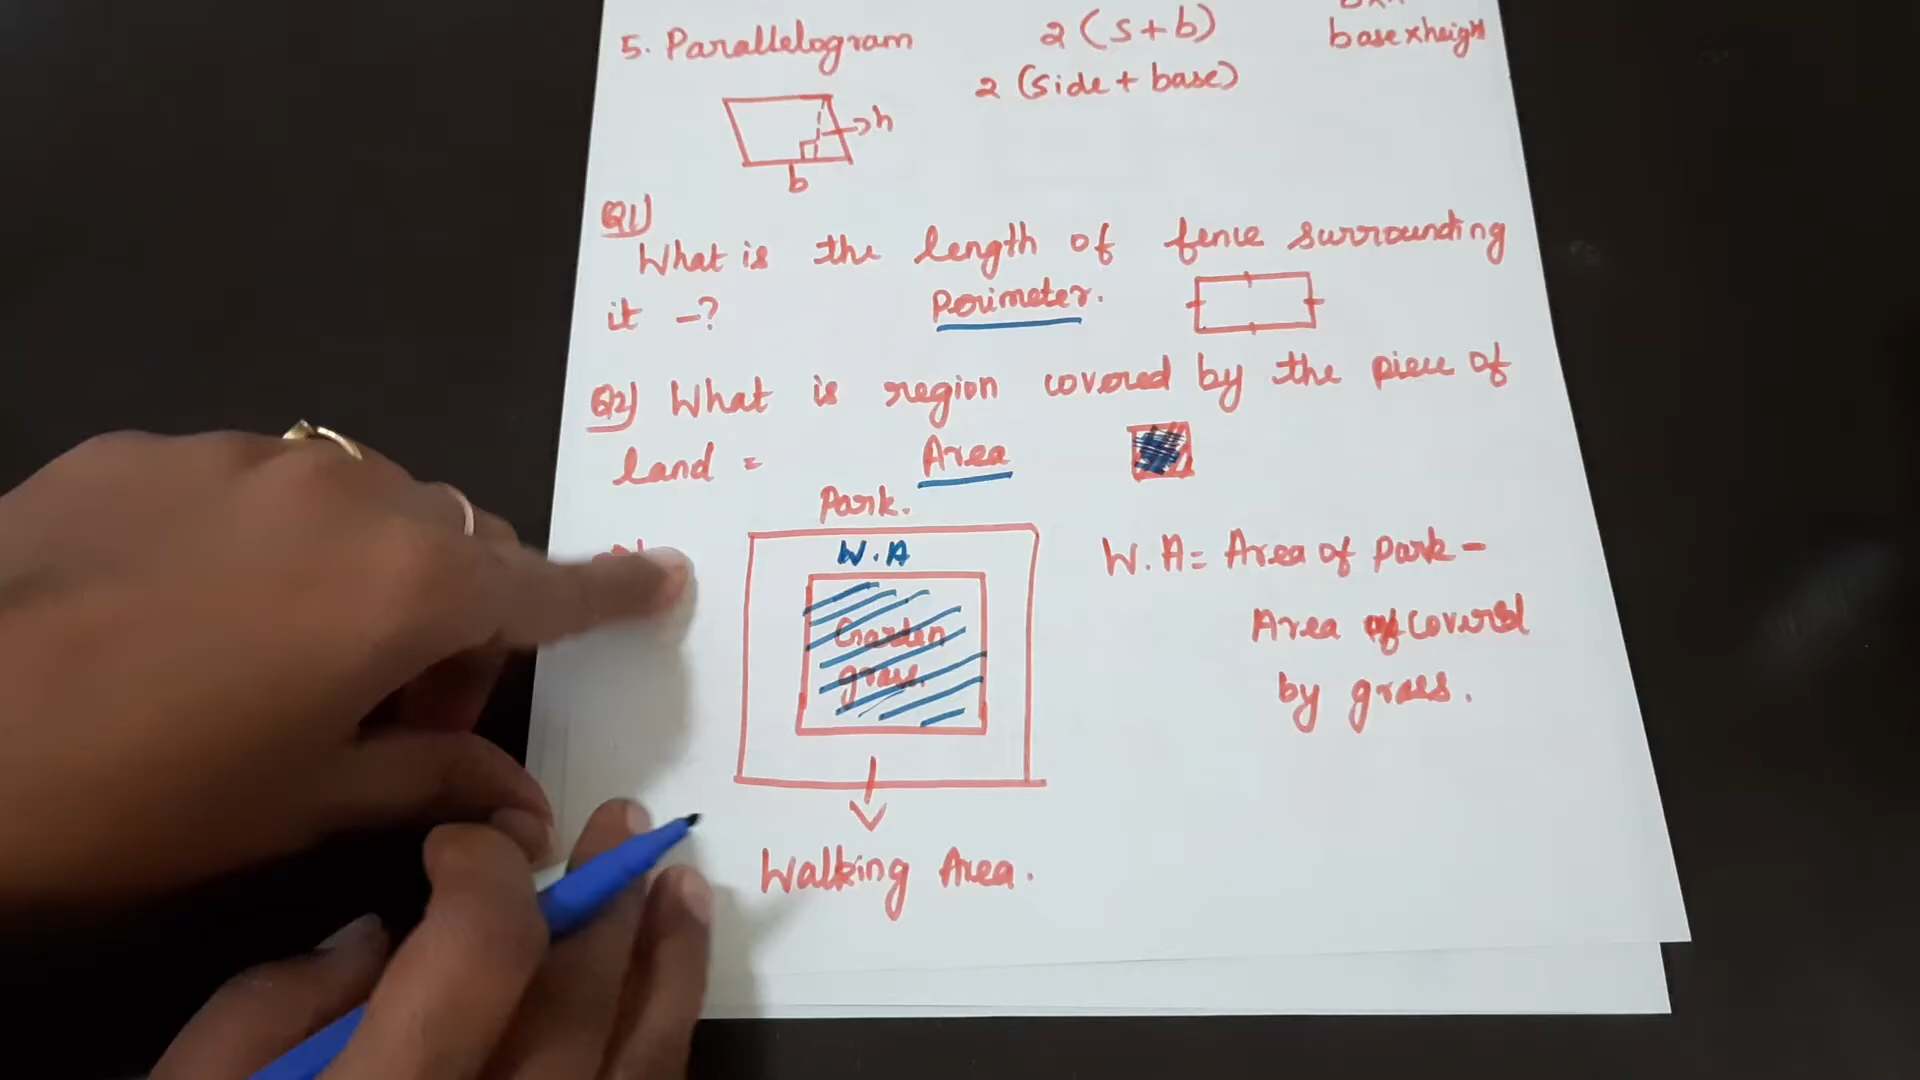 5. Parallelogram 2 (s+b)
base×heigh
2 (side + base)
h
b
Q1)
What is the length of fence surrounding
it -? Perimeter.
Q2) What is region covered by the piece of
land = Area
Park.
W.A
W.A = Area of Park -
Garden
grass.
Area of covered
by grass.
Walking Area.